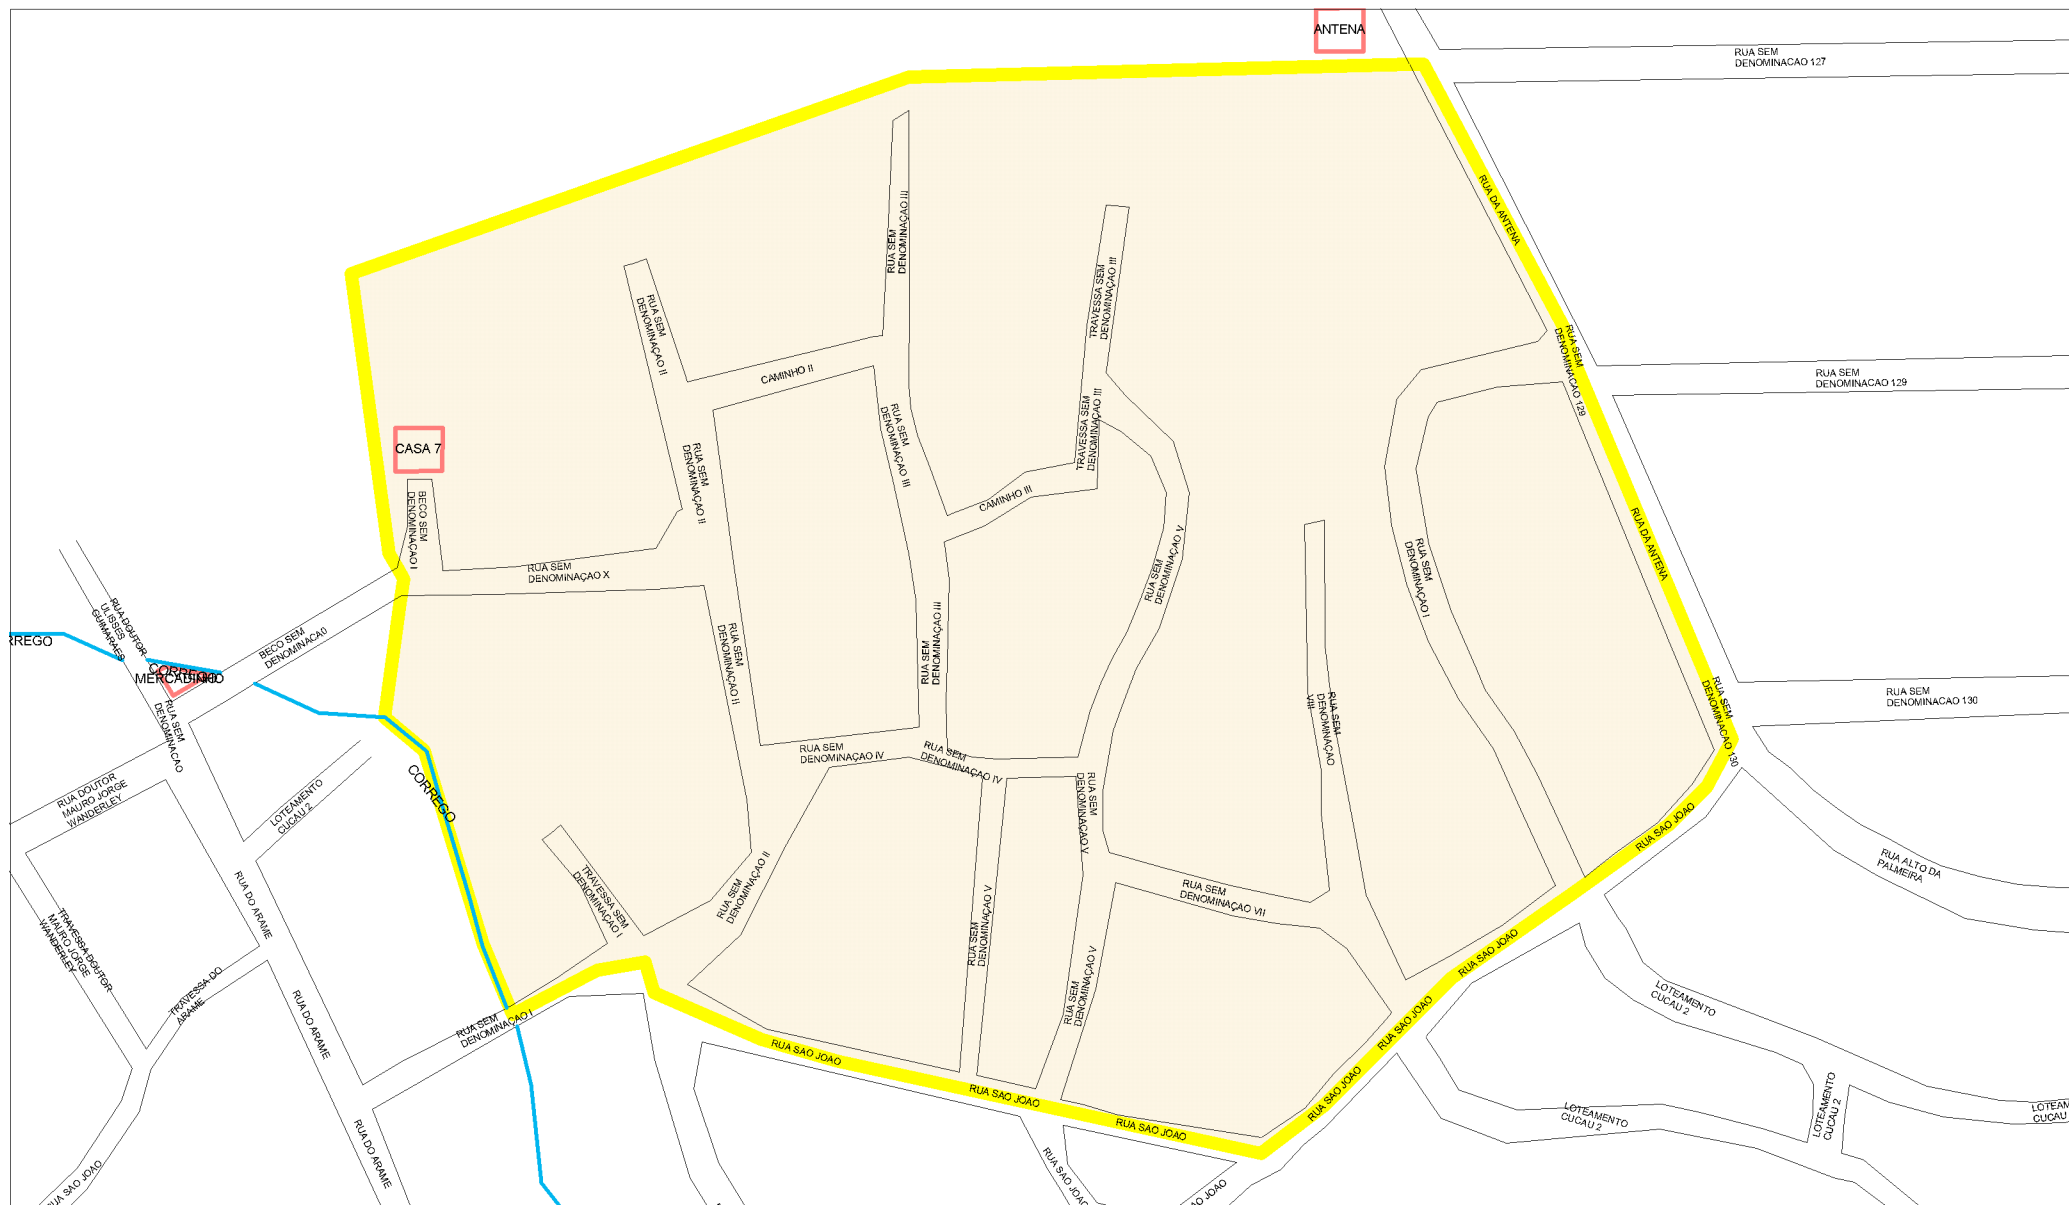 ANTENA
RUA SEM
DENOMINACAO 127
RUA DA ANTENA
RUA SEM
DENOMINAÇAO III
TRAVESSA SEM
DENOMINAÇAO III
RUA SEM
DENOMINAÇAO II
CAMINHO II
RUA SEM
DENOMINACAO 129
RUA SEM
DENOMINACAO 129
TRAVESSA SEM
DENOMINAÇAO III
RUA SEM
DENOMINAÇAO III
CASA 7
RUA SEM
DENOMINAÇAO II
CAMINHO III
BECO SEM
DENOMINAÇAO I
RUA SEM
DENOMINAÇAO V
RUA SEM
DENOMINAÇAO I
RUA DA ANTENA
RUA SEM
DENOMINAÇAO X
RUA DOUTOR
ULISSES
GUIMARAES
BECO SEM
DENOMINACAO
RREGO
CORREGO
MERCADINHO
RUA SEM
DENOMINAÇAO II
RUA SEM
DENOMINAÇAO III
RUA SEM
DENOMINACAO
RUA SEM
DENOMINAÇAO
VIII
RUA SEM
DENOMINACAO 130
RUA SEM
DENOMINACAO 130
RUA SEM
DENOMINAÇAO IV
RUA SEM
DENOMINAÇAO IV
RUA DOUTOR
MAURO JORGE
WANDERLEY
LOTEAMENTO
CUCAU 2
CORREGO
RUA SEM
DENOMINAÇAO V
RUA SAO JOAO
RUA ALTO DA
PALMEIRA
RUA DO ARAME
TRAVESSA SEM
DENOMINAÇAO I
RUA SEM
DENOMINAÇAO II
RUA SEM
DENOMINAÇAO V
RUA SEM
DENOMINAÇAO VII
TRAVESSA DOUTOR
MAURO JORGE
WANDERLEY
TRAVESSA DO
ARAME
RUA SAO JOAO
RUA SEM
DENOMINAÇAO V
LOTEAMENTO
CUCAU 2
RUA DO ARAME
RUA SEM
DENOMINAÇAO I
RUA SAO JOAO
RUA SAO JOAO
RUA SAO JOAO
RUA SAO JOAO
RUA SAO JOAO
LOTEAMENTO
CUCAU 2
LOTEAMENTO
CUCAU 2
LOTEAM
CUCAU
RUA DO ARAME
RUA SAO JOAO
RUA SAO JOAO
AO JOAO